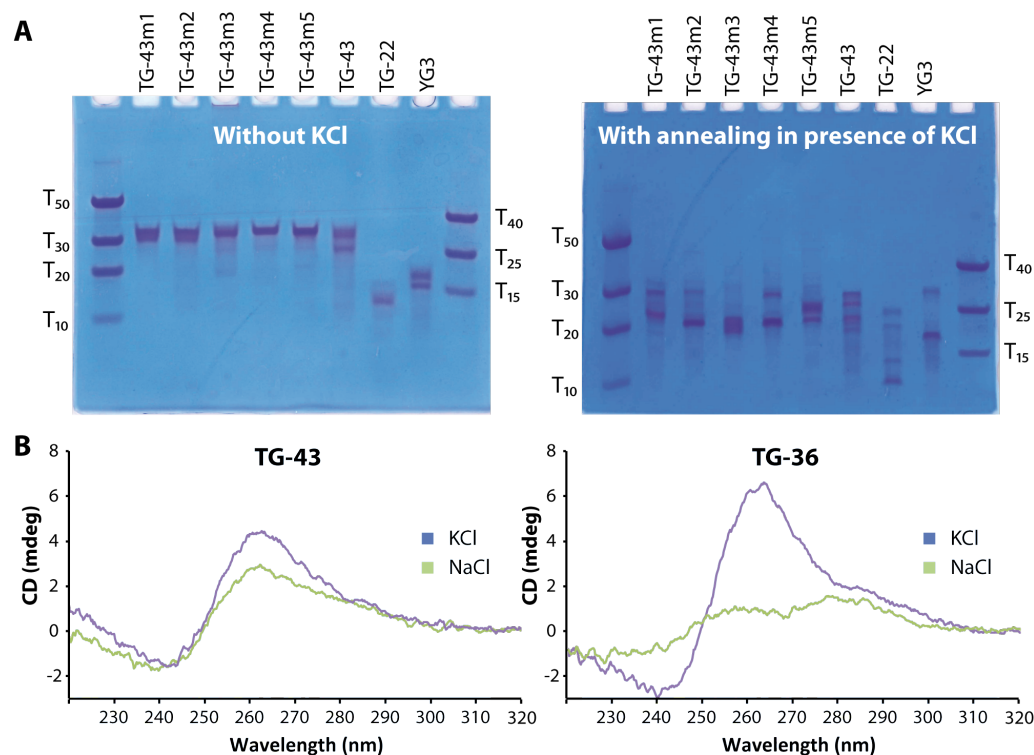 A
TG-43m1
TG-43m2
TG-43m3
TG-43m4
TG-43m5
TG-43
TG-22
YG3
Without KCl
T50
T30
T20
T10
T40
T25
T15
TG-43m1
TG-43m2
TG-43m3
TG-43m4
TG-43m5
TG-43
TG-22
YG3
With annealing in presence of KCl
T50
T30
T20
T10
T40
T25
T15
B
TG-43
CD (mdeg)
8
6
4
2
0
-2
KCl
NaCl
230 240 250 260 270 280 290 300 310 320
Wavelength (nm)
TG-36
CD (mdeg)
8
6
4
2
0
-2
KCl
NaCl
230 240 250 260 270 280 290 300 310 320
Wavelength (nm)